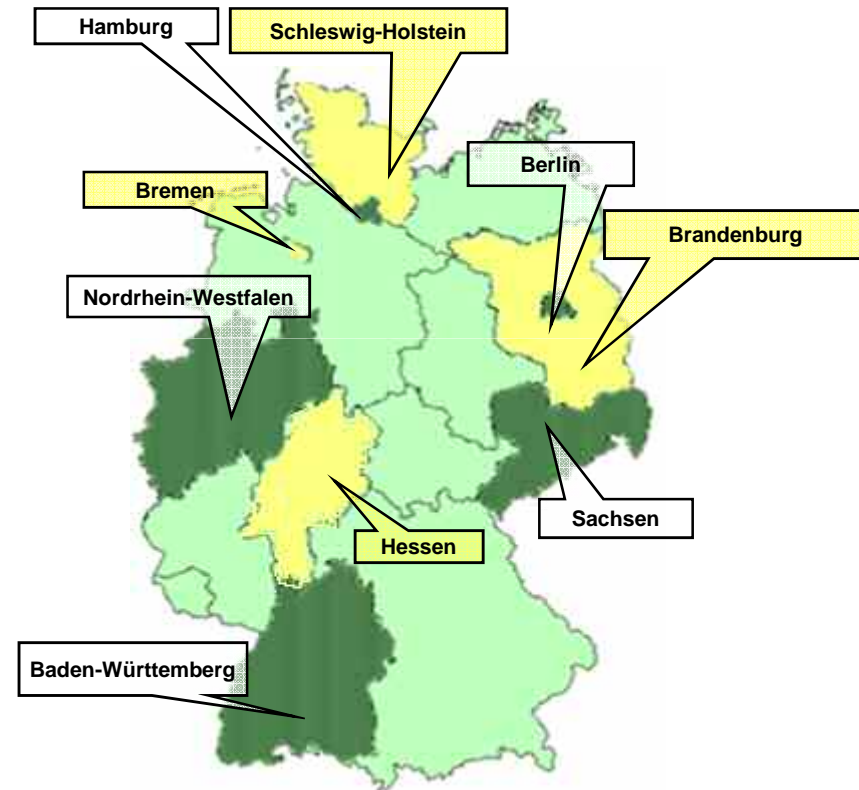 Hamburg
Schleswig-Holstein
Berlin
Bremen
Brandenburg
Nordrhein-Westfalen
Sachsen
Hessen
Baden-Württemberg